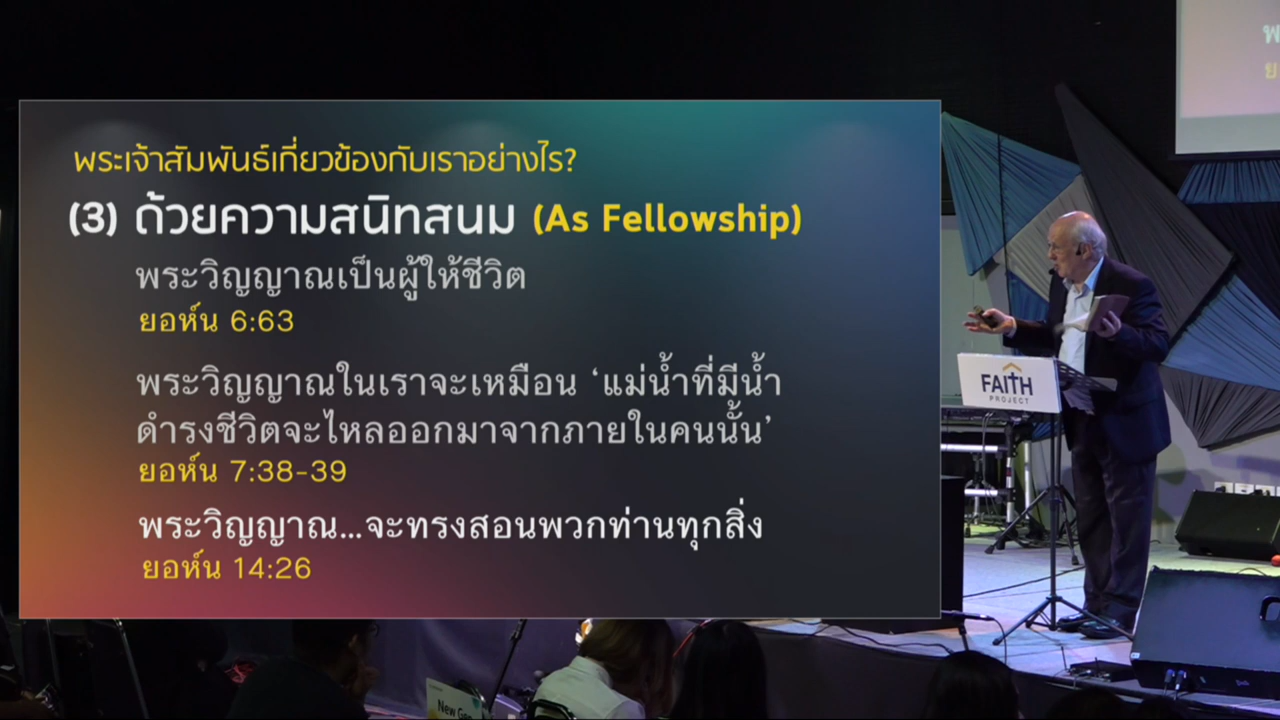 พระเจ้าสัมพันธ์เกี่ยวข้องกับเราอย่างไร?
(3) ด้วยความสนิทสนม (As Fellowship)
พระวิญญาณเป็นผู้ให้ชีวิต
ยอห์น 6:63
พระวิญญาณในเราจะเหมือน ‘แม่น้ำที่มีน้ำ
ดำรงชีวิตจะไหลออกมาจากภายในคนนั้น’
ยอห์น 7:38-39
พระวิญญาณ...จะทรงสอนพวกท่านทุกสิ่ง
ยอห์น 14:26
FAITH
PROJECT
New